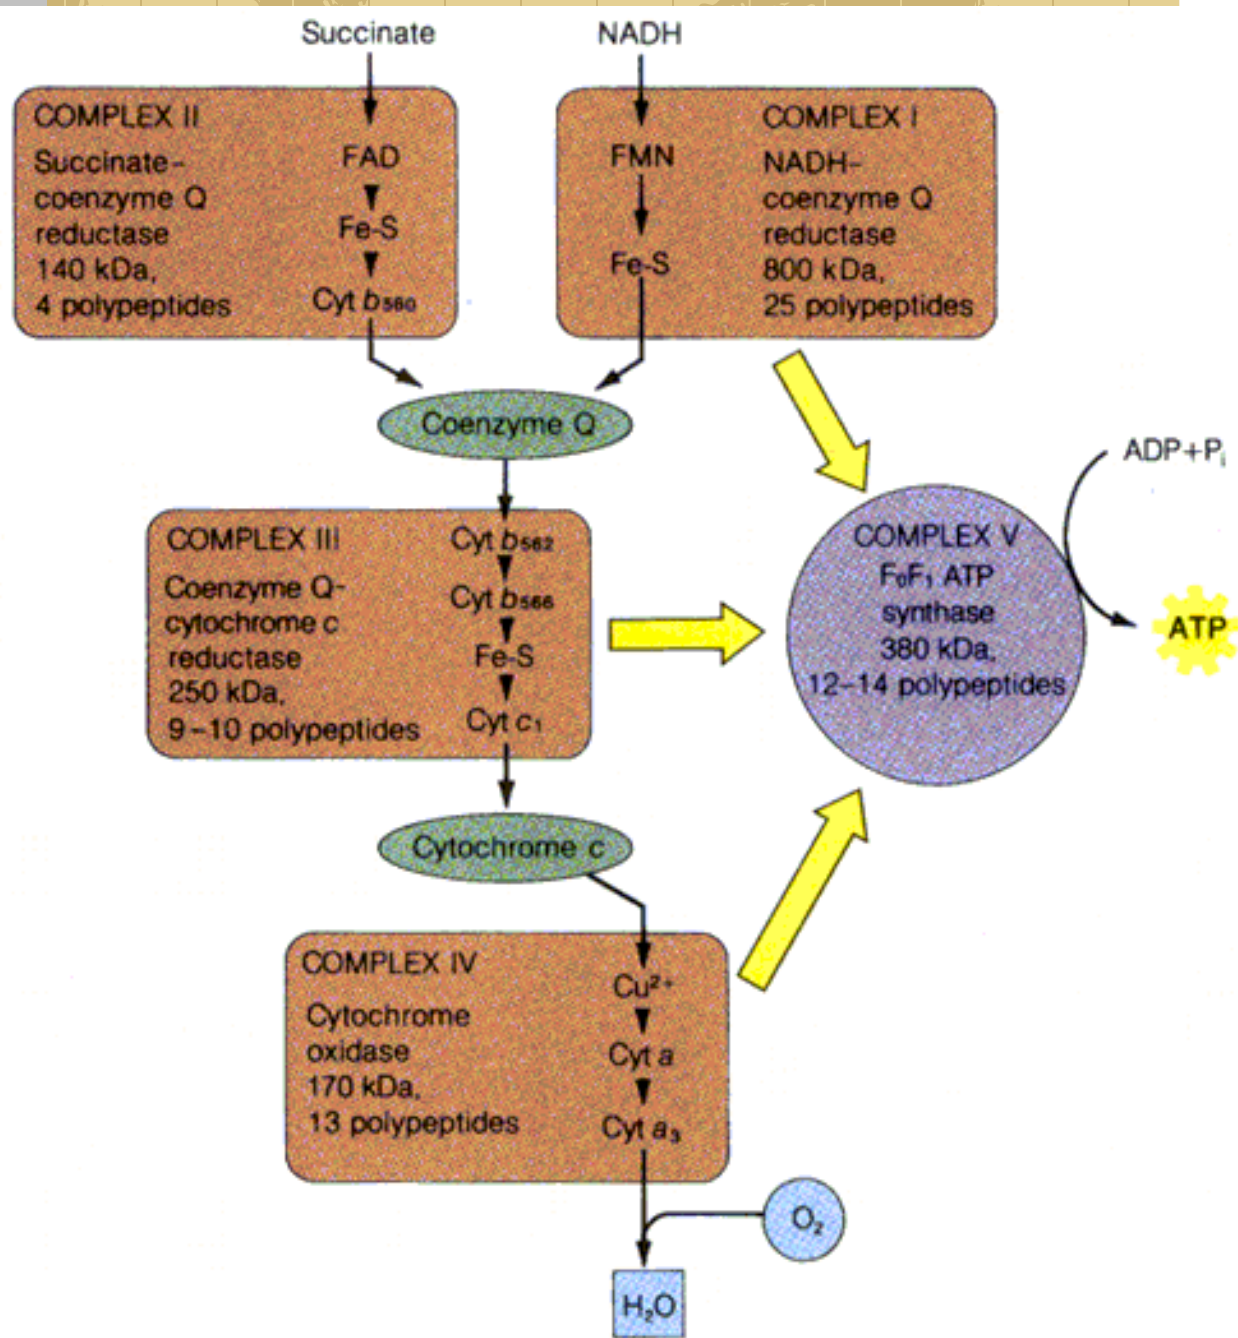 Succinate
NADH
COMPLEX II
Succinate–
coenzyme Q
reductase
140 kDa,
4 polypeptides
FAD
Fe-S
Cyt b₅₆₀
COMPLEX I
NADH–
coenzyme Q
reductase
800 kDa,
25 polypeptides
FMN
Fe-S
Coenzyme Q
COMPLEX III
Coenzyme Q–
cytochrome c
reductase
250 kDa,
9–10 polypeptides
Cyt b₅₆₂
Cyt b₅₆₆
Fe-S
Cyt c₁
COMPLEX V
F₀F₁ ATP
synthase
380 kDa,
12–14 polypeptides
ADP+Pᵢ
ATP
Cytochrome c
COMPLEX IV
Cytochrome
oxidase
170 kDa,
13 polypeptides
Cu²⁺
Cyt a
Cyt a₃
O₂
H₂O